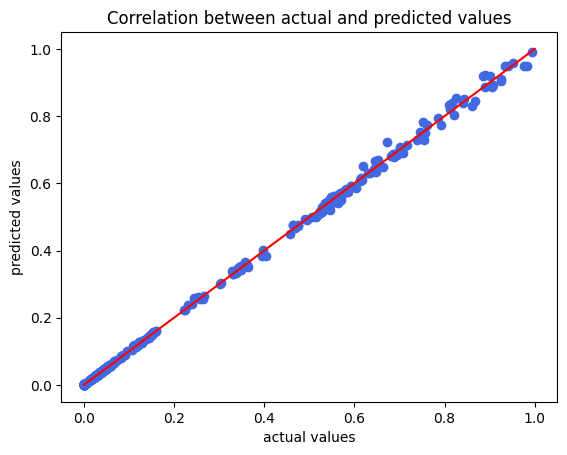 Correlation between actual and predicted values
1.0
0.8
0.6
0.4
0.2
0.0
predicted values
0.0 0.2 0.4 0.6 0.8 1.0
actual values